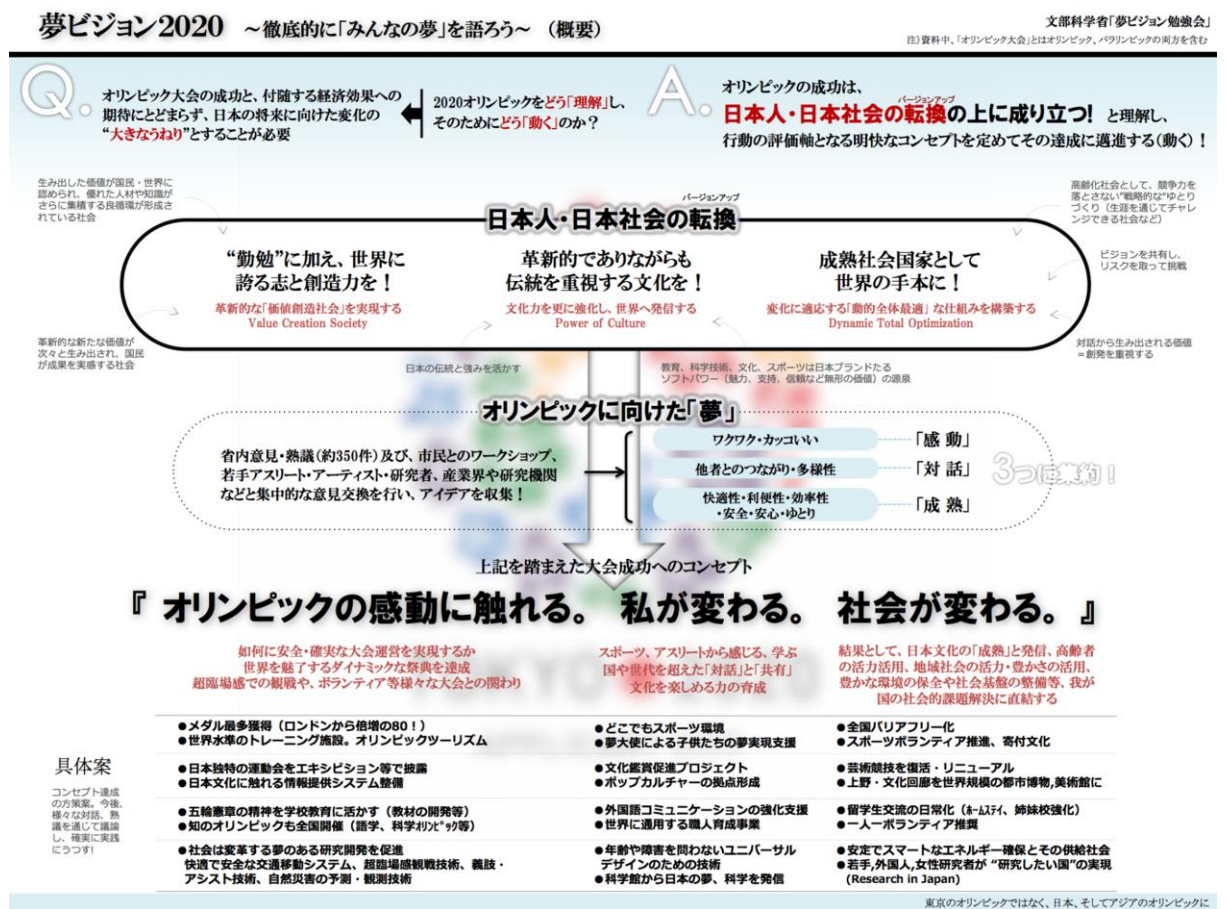 夢ビジョン2020 ～徹底的に「みんなの夢」を語ろう～ （概要）
文部科学省「夢ビジョン勉強会」
注）資料中、「オリンピック大会」とはオリンピック、パラリンピックの両方を含む
Q.
オリンピック大会の成功と、付随する経済効果への
期待にとどまらず、日本の将来に向けた変化の
“大きなうねり”とすることが必要
2020オリンピックをどう「理解」し、
そのためにどう「動く」のか？
A.
オリンピックの成功は、
バージョンアップ
日本人・日本社会の転換の上に成り立つ! と理解し、
行動の評価軸となる明快なコンセプトを定めてその達成に邁進する（動く）！
生み出した価値が国民・世界に
認められ、優れた人材や知識が
さらに集積する良循環が形成さ
れている社会
高齢化社会として、競争力を
落とさない”戦略的な”ゆとり
づくり（生涯を通じてチャレ
ンジできる社会など）
バージョンアップ
日本人・日本社会の転換
“勤勉”に加え、世界に
誇る志と創造力を！
革新的な「価値創造社会」を実現する
Value Creation Society
革新的でありながらも
伝統を重視する文化を！
文化力を更に強化し、世界へ発信する
Power of Culture
成熟社会国家として
世界の手本に！
変化に適応する「動的全体最適」な仕組みを構築する
Dynamic Total Optimization
ビジョンを共有し、
リスクを取って挑戦
革新的な新たな価値が
次々と生み出され、国民
が成果を実感する社会
対話から生み出される価値
＝創発を重視する
日本の伝統と強みを活かす
教育、科学技術、文化、スポーツは日本ブランドたる
ソフトパワー（魅力、支持、信頼など無形の価値）の源泉
オリンピックに向けた「夢」
省内意見・熟議（約350件）及び、市民とのワークショップ、
若手アスリート・アーティスト・研究者、産業界や研究機関
などと集中的な意見交換を行い、アイデアを収集！
ワクワク・カッコいい
「感 動」
他者とのつながり・多様性
「対 話」
快適性・利便性・効率性
・安全・安心・ゆとり
「成 熟」
3つに集約！
上記を踏まえた大会成功へのコンセプト
『 オリンピックの感動に触れる。 私が変わる。 社会が変わる。 』
如何に安全・確実な大会運営を実現するか
世界を魅了するダイナミックな祭典を達成
超臨場感での観戦や、ボランティア等様々な大会との関わり
スポーツ、アスリートから感じる、学ぶ
国や世代を超えた「対話」と「共有」
文化を楽しめる力の育成
結果として、日本文化の「成熟」と発信、高齢者
の活力活用、地域社会の活力・豊かさの活用、
豊かな環境の保全や社会基盤の整備等、我が
国の社会的課題解決に直結する
具体案
コンセプト達成
の方策案。今後、
様々な対話、熟
議を通じて議論
し、確実に実践
にうつす!
●メダル最多獲得（ロンドンから倍増の80！）
●世界水準のトレーニング施設。オリンピックツーリズム
●どこでもスポーツ環境
●夢大使による子供たちの夢実現支援
●全国バリアフリー化
●スポーツボランティア推進、寄付文化
●日本独特の運動会をエキシビション等で披露
●日本文化に触れる情報提供システム整備
●文化鑑賞促進プロジェクト
●ポップカルチャーの拠点形成
●芸術競技を復活・リニューアル
●上野・文化回廊を世界規模の都市博物,美術館に
●五輪憲章の精神を学校教育に活かす（教材の開発等）
●知のオリンピックも全国開催（語学、科学ｵﾘﾝﾋﾟｯｸ等）
●外国語コミュニケーションの強化支援
●世界に通用する職人育成事業
●留学生交流の日常化（ﾎｰﾑｽﾃｲ、姉妹校強化）
●一人一ボランティア推奨
●社会は変革する夢のある研究開発を促進
快適で安全な交通移動システム、超臨場感観戦技術、義肢・
アシスト技術、自然災害の予測・観測技術
●年齢や障害を問わないユニバーサル
デザインのための技術
●科学館から日本の夢、科学を発信
●安定でスマートなエネルギー確保とその供給社会
●若手,外国人,女性研究者が “研究したい国”の実現
(Research in Japan)
東京のオリンピックではなく、日本、そしてアジアのオリンピックに